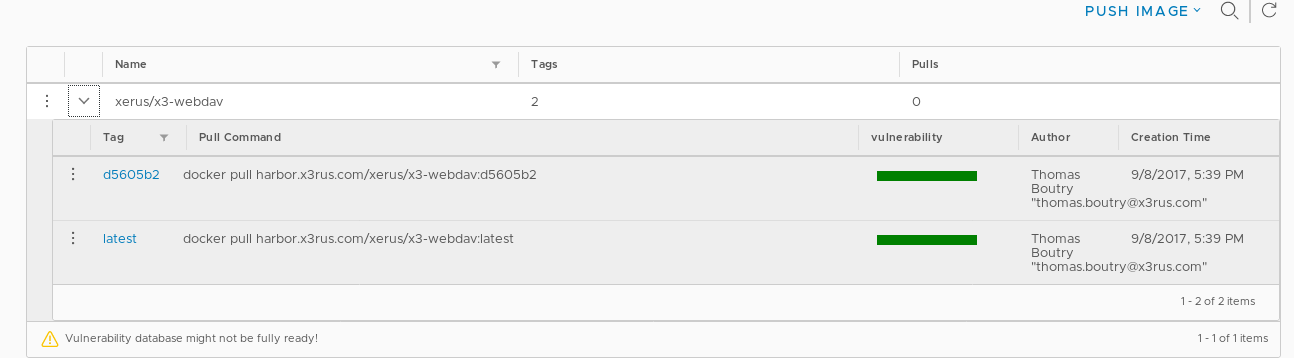 PUSH IMAGE
Name Tags Pulls
xerus/x3-webdav 2 0
Tag Pull Command vulnerability Author Creation Time
d5605b2 docker pull harbor.x3rus.com/xerus/x3-webdav:d5605b2 Thomas 9/8/2017, 5:39 PM
Boutry
"thomas.boutry@x3rus.com"
latest docker pull harbor.x3rus.com/xerus/x3-webdav:latest Thomas 9/8/2017, 5:39 PM
Boutry
"thomas.boutry@x3rus.com"
1 - 2 of 2 items
Vulnerability database might not be fully ready! 1 - 1 of 1 items